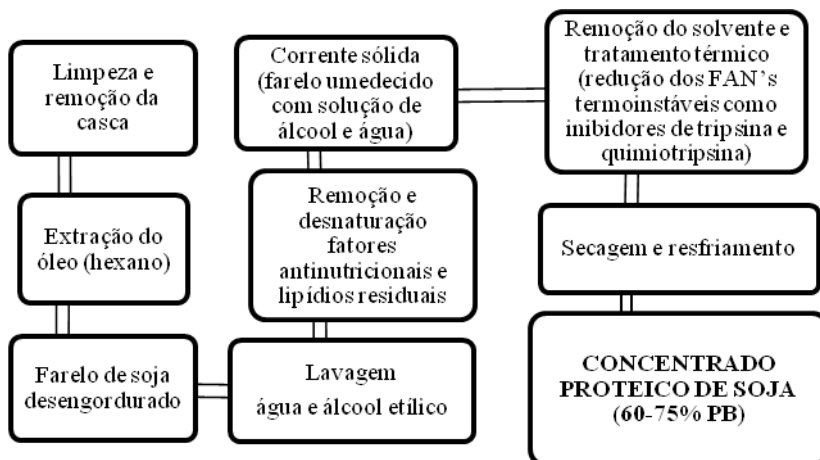 Limpeza e
remoção da
casca
Extração do
óleo (hexano)
Farelo de soja
desengordurado
Lavagem
água e álcool etílico
Remoção e
desnaturação
fatores
antinutricionais e
lipídios residuais
Corrente sólida
(farelo umedecido
com solução de
álcool e água)
Remoção do solvente e
tratamento térmico
(redução dos FAN's
termoinstáveis como
inibidores de tripsina e
quimiotripsina)
Secagem e resfriamento
CONCENTRADO
PROTEICO DE SOJA
(60-75% PB)